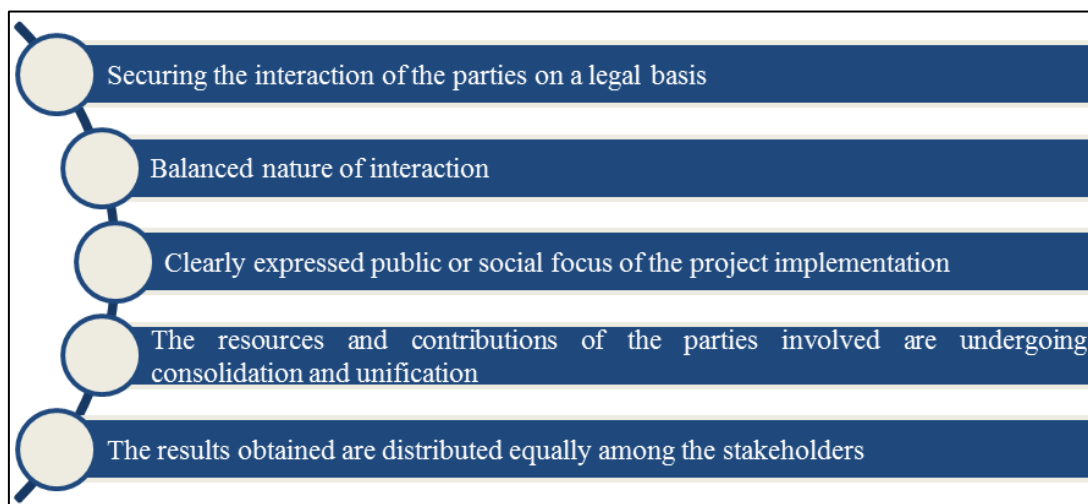 Securing the interaction of the parties on a legal basis
Balanced nature of interaction
Clearly expressed public or social focus of the project implementation
The resources and contributions of the parties involved are undergoing
consolidation and unification
The results obtained are distributed equally among the stakeholders